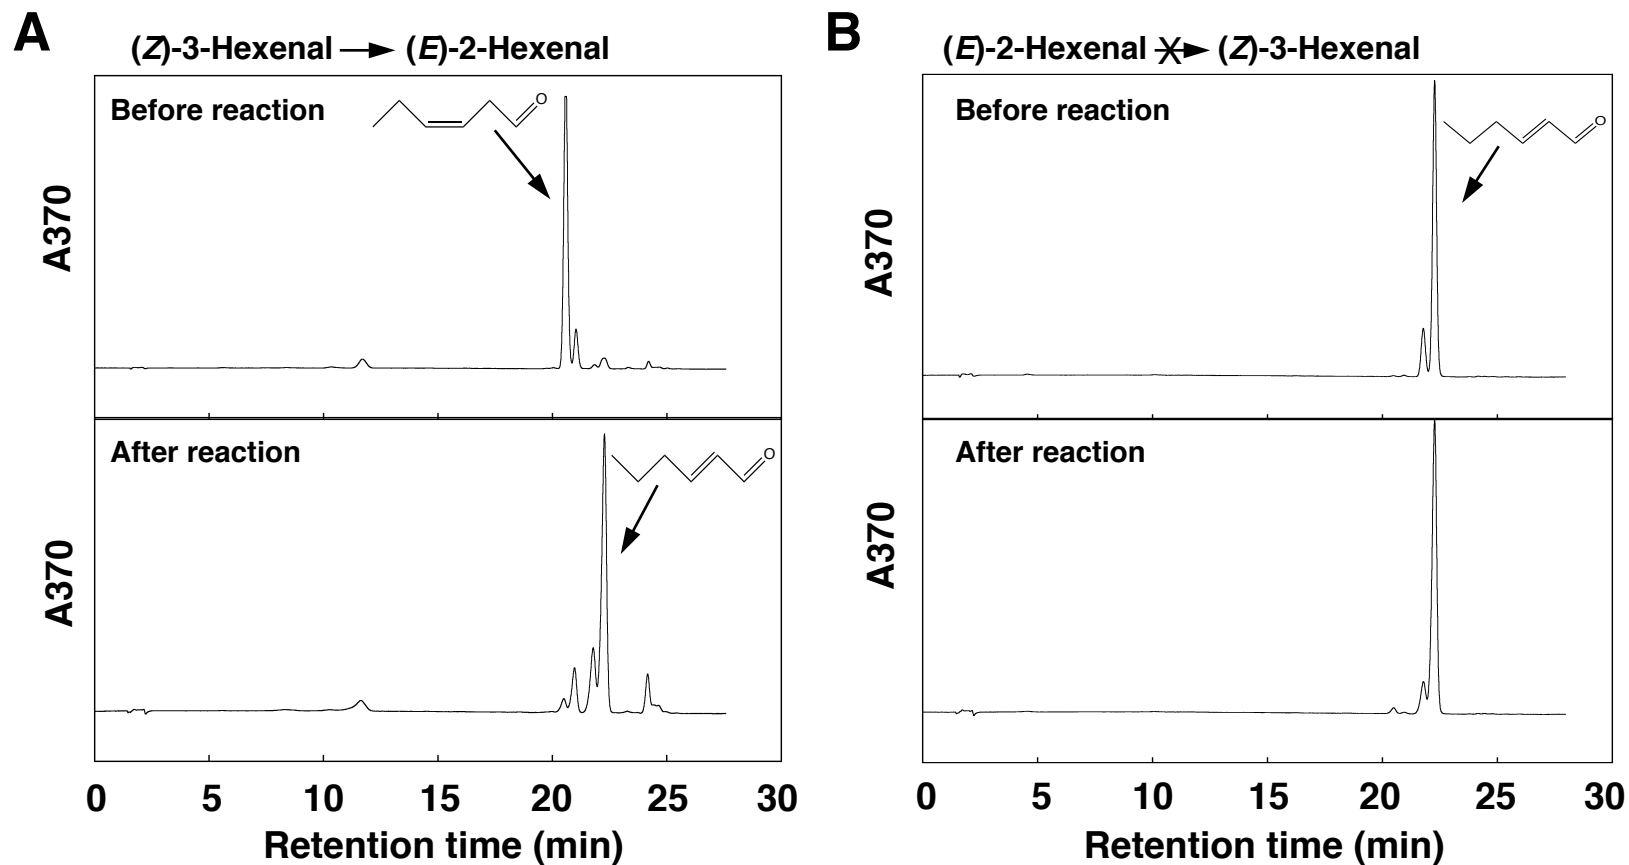 A
(Z)-3-Hexenal → (E)-2-Hexenal
Before reaction
O
A370
After reaction
O
A370
0 5 10 15 20 25 30
Retention time (min)
B
(E)-2-Hexenal X→ (Z)-3-Hexenal
Before reaction
O
A370
After reaction
A370
0 5 10 15 20 25 30
Retention time (min)